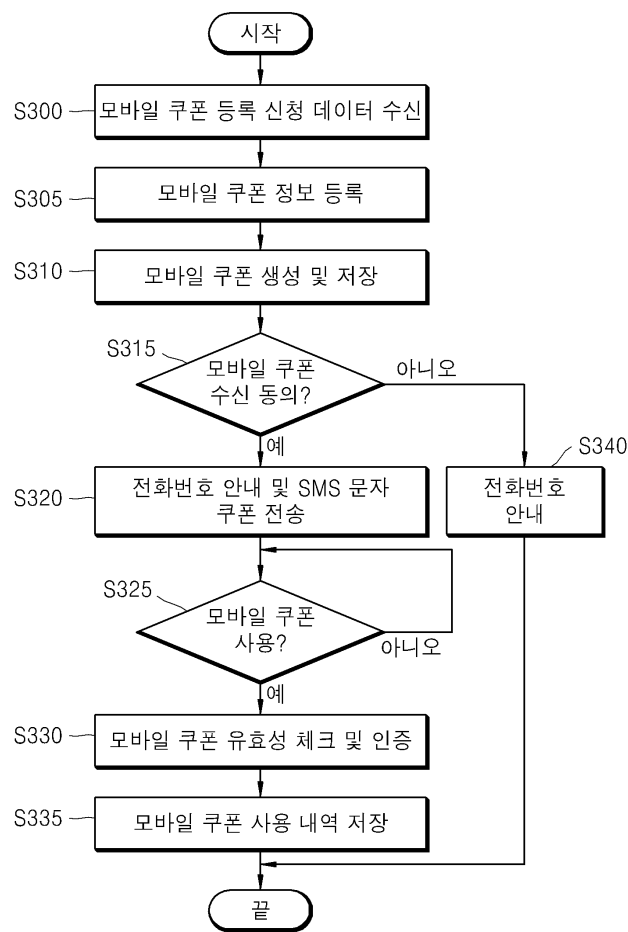 시작
S300
모바일 쿠폰 등록 신청 데이터 수신
S305
모바일 쿠폰 정보 등록
S310
모바일 쿠폰 생성 및 저장
S315
모바일 쿠폰
수신 동의?
아니오
예
S320
전화번호 안내 및 SMS 문자
쿠폰 전송
S340
전화번호
안내
S325
모바일 쿠폰
사용?
아니오
예
S330
모바일 쿠폰 유효성 체크 및 인증
S335
모바일 쿠폰 사용 내역 저장
끝